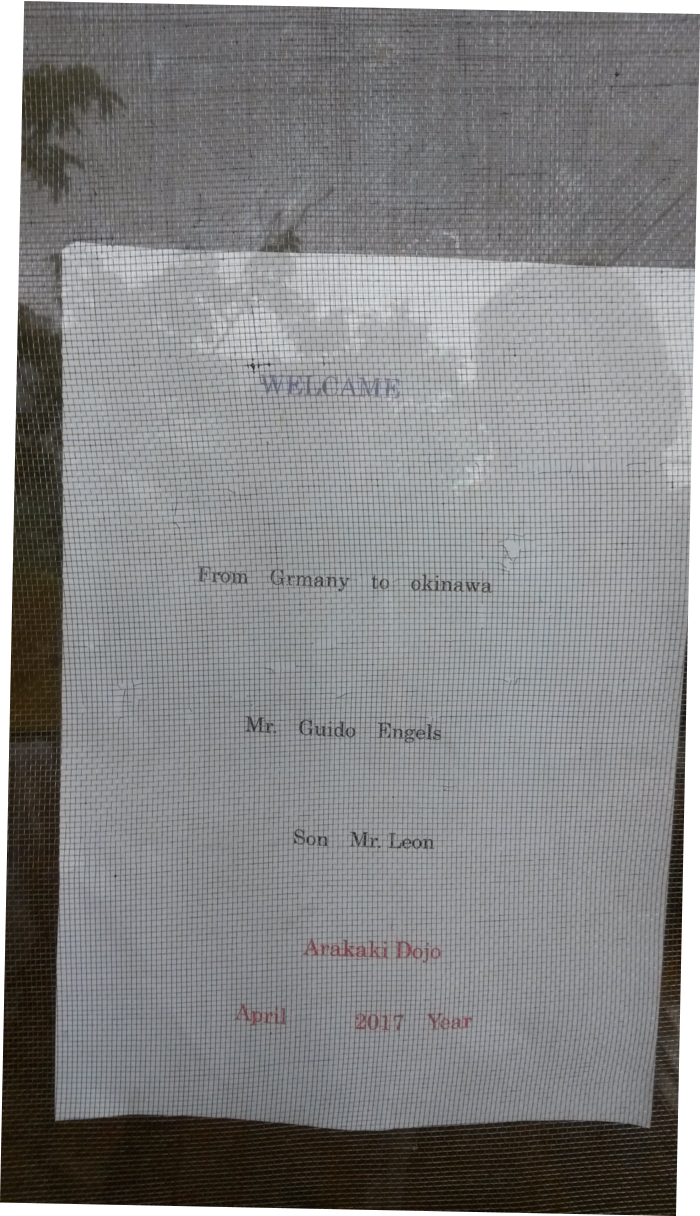 WELCAME
From Grmany to okinawa
Mr. Guido Engels
Son Mr. Leon
Arakaki Dojo
April 2017 Year